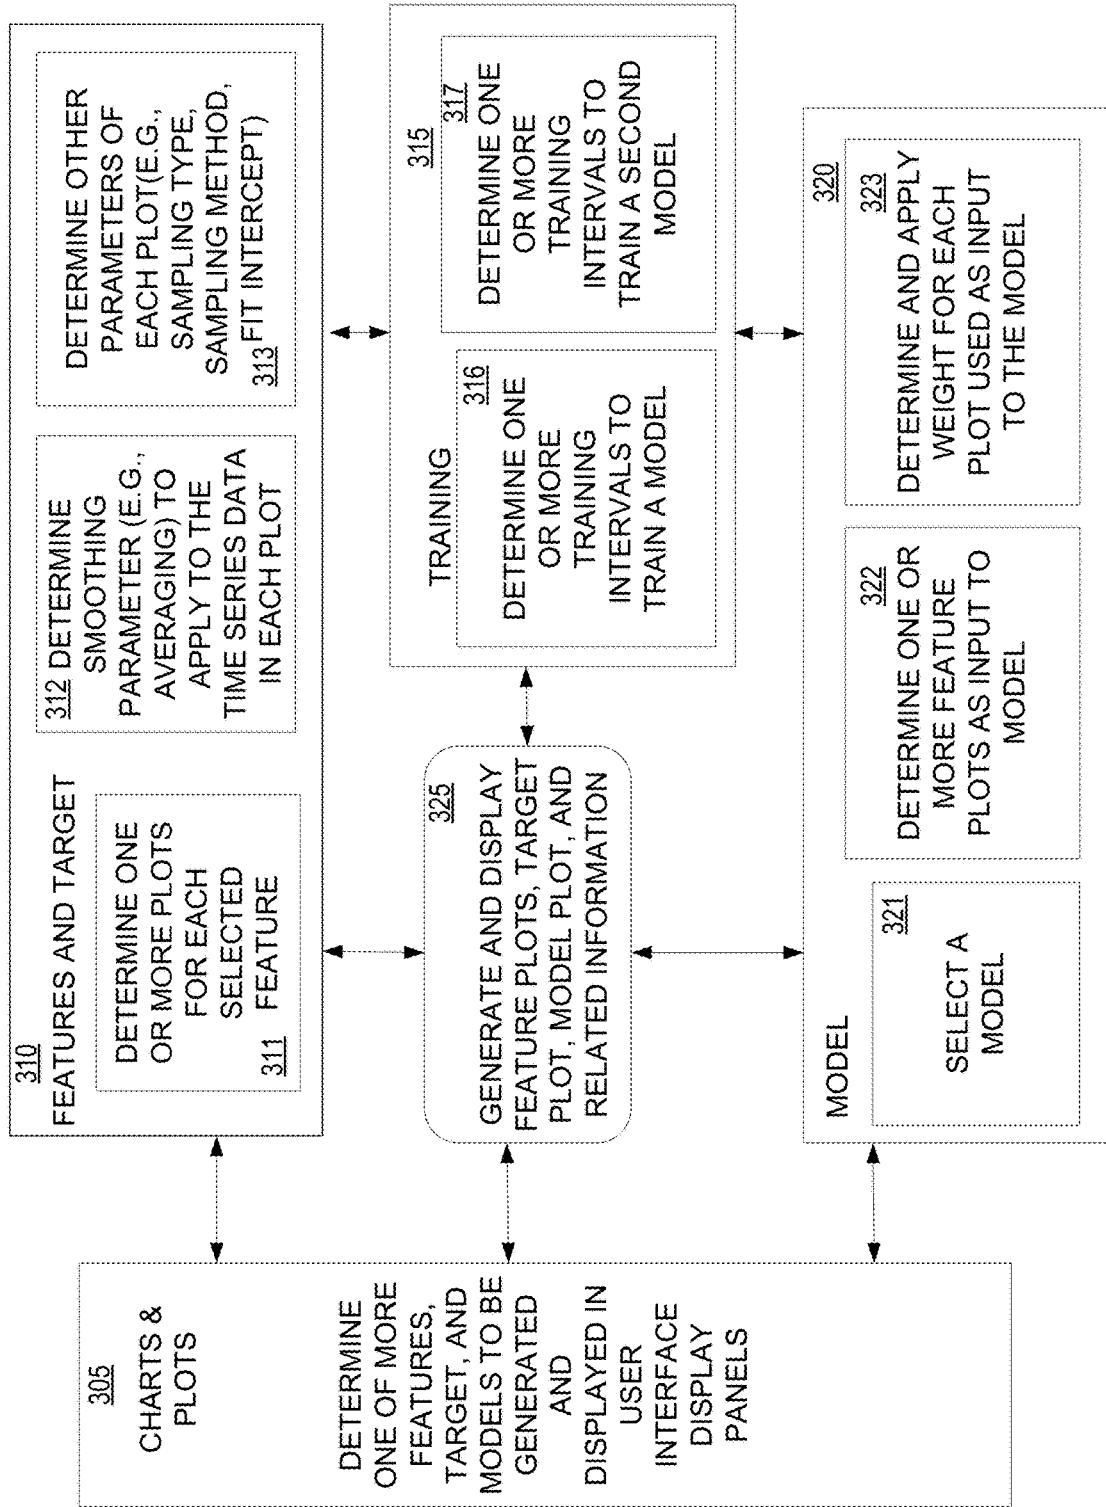 305
CHARTS &
PLOTS
DETERMINE
ONE OF MORE
FEATURES,
TARGET, AND
MODELS TO BE
GENERATED
AND
DISPLAYED IN
USER
INTERFACE
DISPLAY
PANELS
310
FEATURES AND TARGET
DETERMINE ONE
OR MORE PLOTS
FOR EACH
SELECTED
311 FEATURE
312 DETERMINE
SMOOTHING
PARAMETER (E.G.,
AVERAGING) TO
APPLY TO THE
TIME SERIES DATA
IN EACH PLOT
DETERMINE OTHER
PARAMETERS OF
EACH PLOT(E.G.,
SAMPLING TYPE,
SAMPLING METHOD,
313 FIT INTERCEPT)
325
GENERATE AND DISPLAY
FEATURE PLOTS, TARGET
PLOT, MODEL PLOT, AND
RELATED INFORMATION
315
TRAINING
316
DETERMINE ONE
OR MORE
TRAINING
INTERVALS TO
TRAIN A MODEL
317
DETERMINE ONE
OR MORE
TRAINING
INTERVALS TO
TRAIN A SECOND
MODEL
320
MODEL
321
SELECT A
MODEL
322
DETERMINE ONE OR
MORE FEATURE
PLOTS AS INPUT TO
MODEL
323
DETERMINE AND APPLY
WEIGHT FOR EACH
PLOT USED AS INPUT
TO THE MODEL